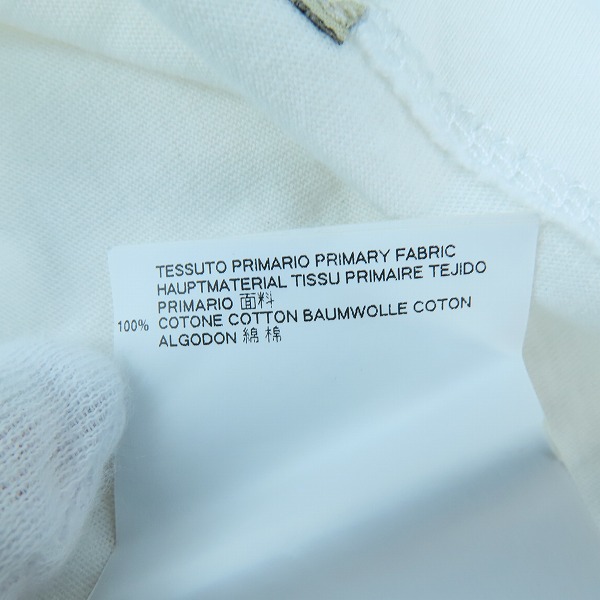 TESSUTO PRIMARIO PRIMARY FABRIC
HAUPTMATERIAL TISSU PRIMAIRE TEJIDO
PRIMARIO 面料
100% COTONE COTTON BAUMWOLLE COTON
ALGODON 綿 棉